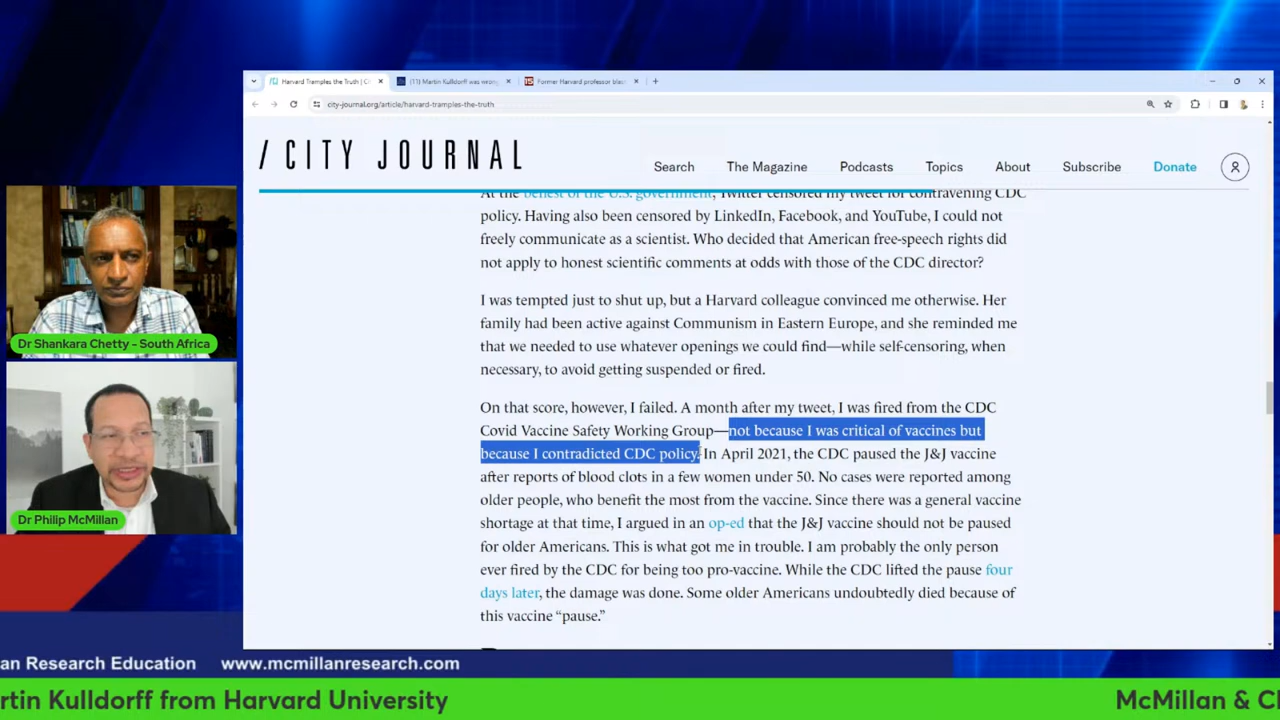 Harvard Tramples the Truth | C
(11) Martin Kulldorff was wrong
Former Harvard professor blas
city-journal.org/article/harvard-tramples-the-truth
/ CITY JOURNAL
Search
The Magazine
Podcasts
Topics
About
Subscribe
Donate
At the behest of the U.S. government, Twitter censored my tweet for contravening CDC
policy. Having also been censored by LinkedIn, Facebook, and YouTube, I could not
freely communicate as a scientist. Who decided that American free-speech rights did
not apply to honest scientific comments at odds with those of the CDC director?
I was tempted just to shut up, but a Harvard colleague convinced me otherwise. Her
family had been active against Communism in Eastern Europe, and she reminded me
that we needed to use whatever openings we could find—while self-censoring, when
necessary, to avoid getting suspended or fired.
On that score, however, I failed. A month after my tweet, I was fired from the CDC
Covid Vaccine Safety Working Group—not because I was critical of vaccines but
because I contradicted CDC policy. In April 2021, the CDC paused the J&J vaccine
after reports of blood clots in a few women under 50. No cases were reported among
older people, who benefit the most from the vaccine. Since there was a general vaccine
shortage at that time, I argued in an op-ed that the J&J vaccine should not be paused
for older Americans. This is what got me in trouble. I am probably the only person
ever fired by the CDC for being too pro-vaccine. While the CDC lifted the pause four
days later, the damage was done. Some older Americans undoubtedly died because of
this vaccine “pause.”
Dr Shankara Chetty - South Africa
Dr Philip McMillan
an Research Education www.mcmillanresearch.com
rtin Kulldorff from Harvard University
McMillan & C